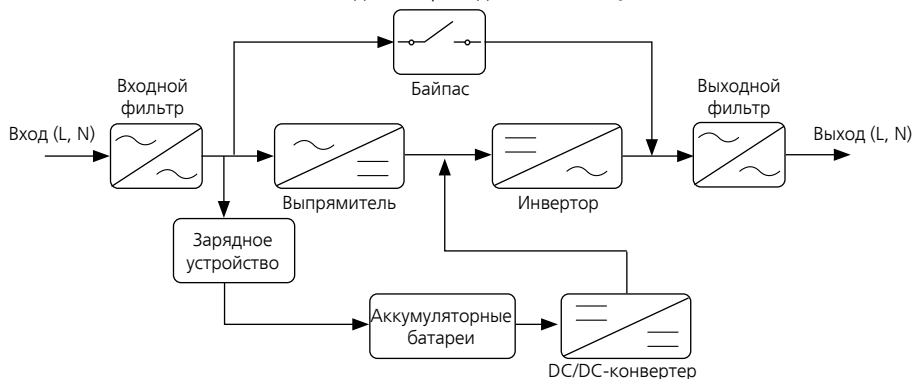 Байпас
Входной
фильтр
Выходной
фильтр
Вход (L, N)
Выход (L, N)
Выпрямитель
Инвертор
Зарядное
устройство
Аккумуляторные
батареи
DC/DC-конвертер